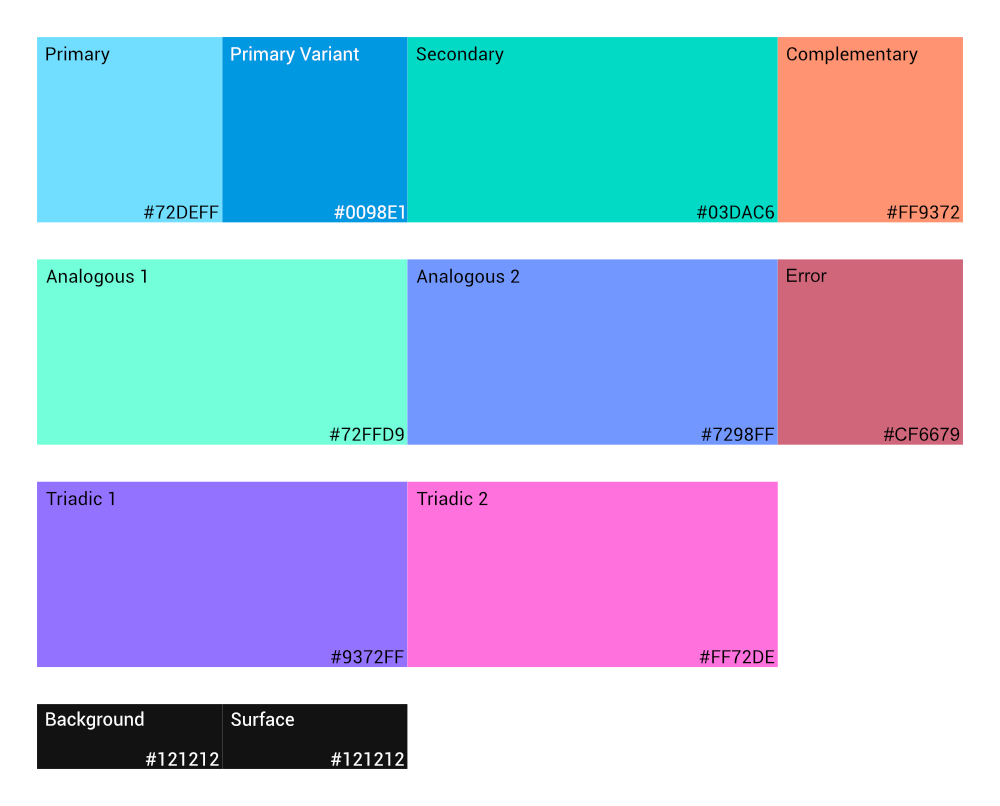 Primary
Primary Variant
Secondary
Complementary
#72DEFF
#0098E1
#03DAC6
#FF9372
Analogous 1
Analogous 2
Error
#72FFD9
#7298FF
#CF6679
Triadic 1
Triadic 2
#9372FF
#FF72DE
Background
Surface
#121212
#121212